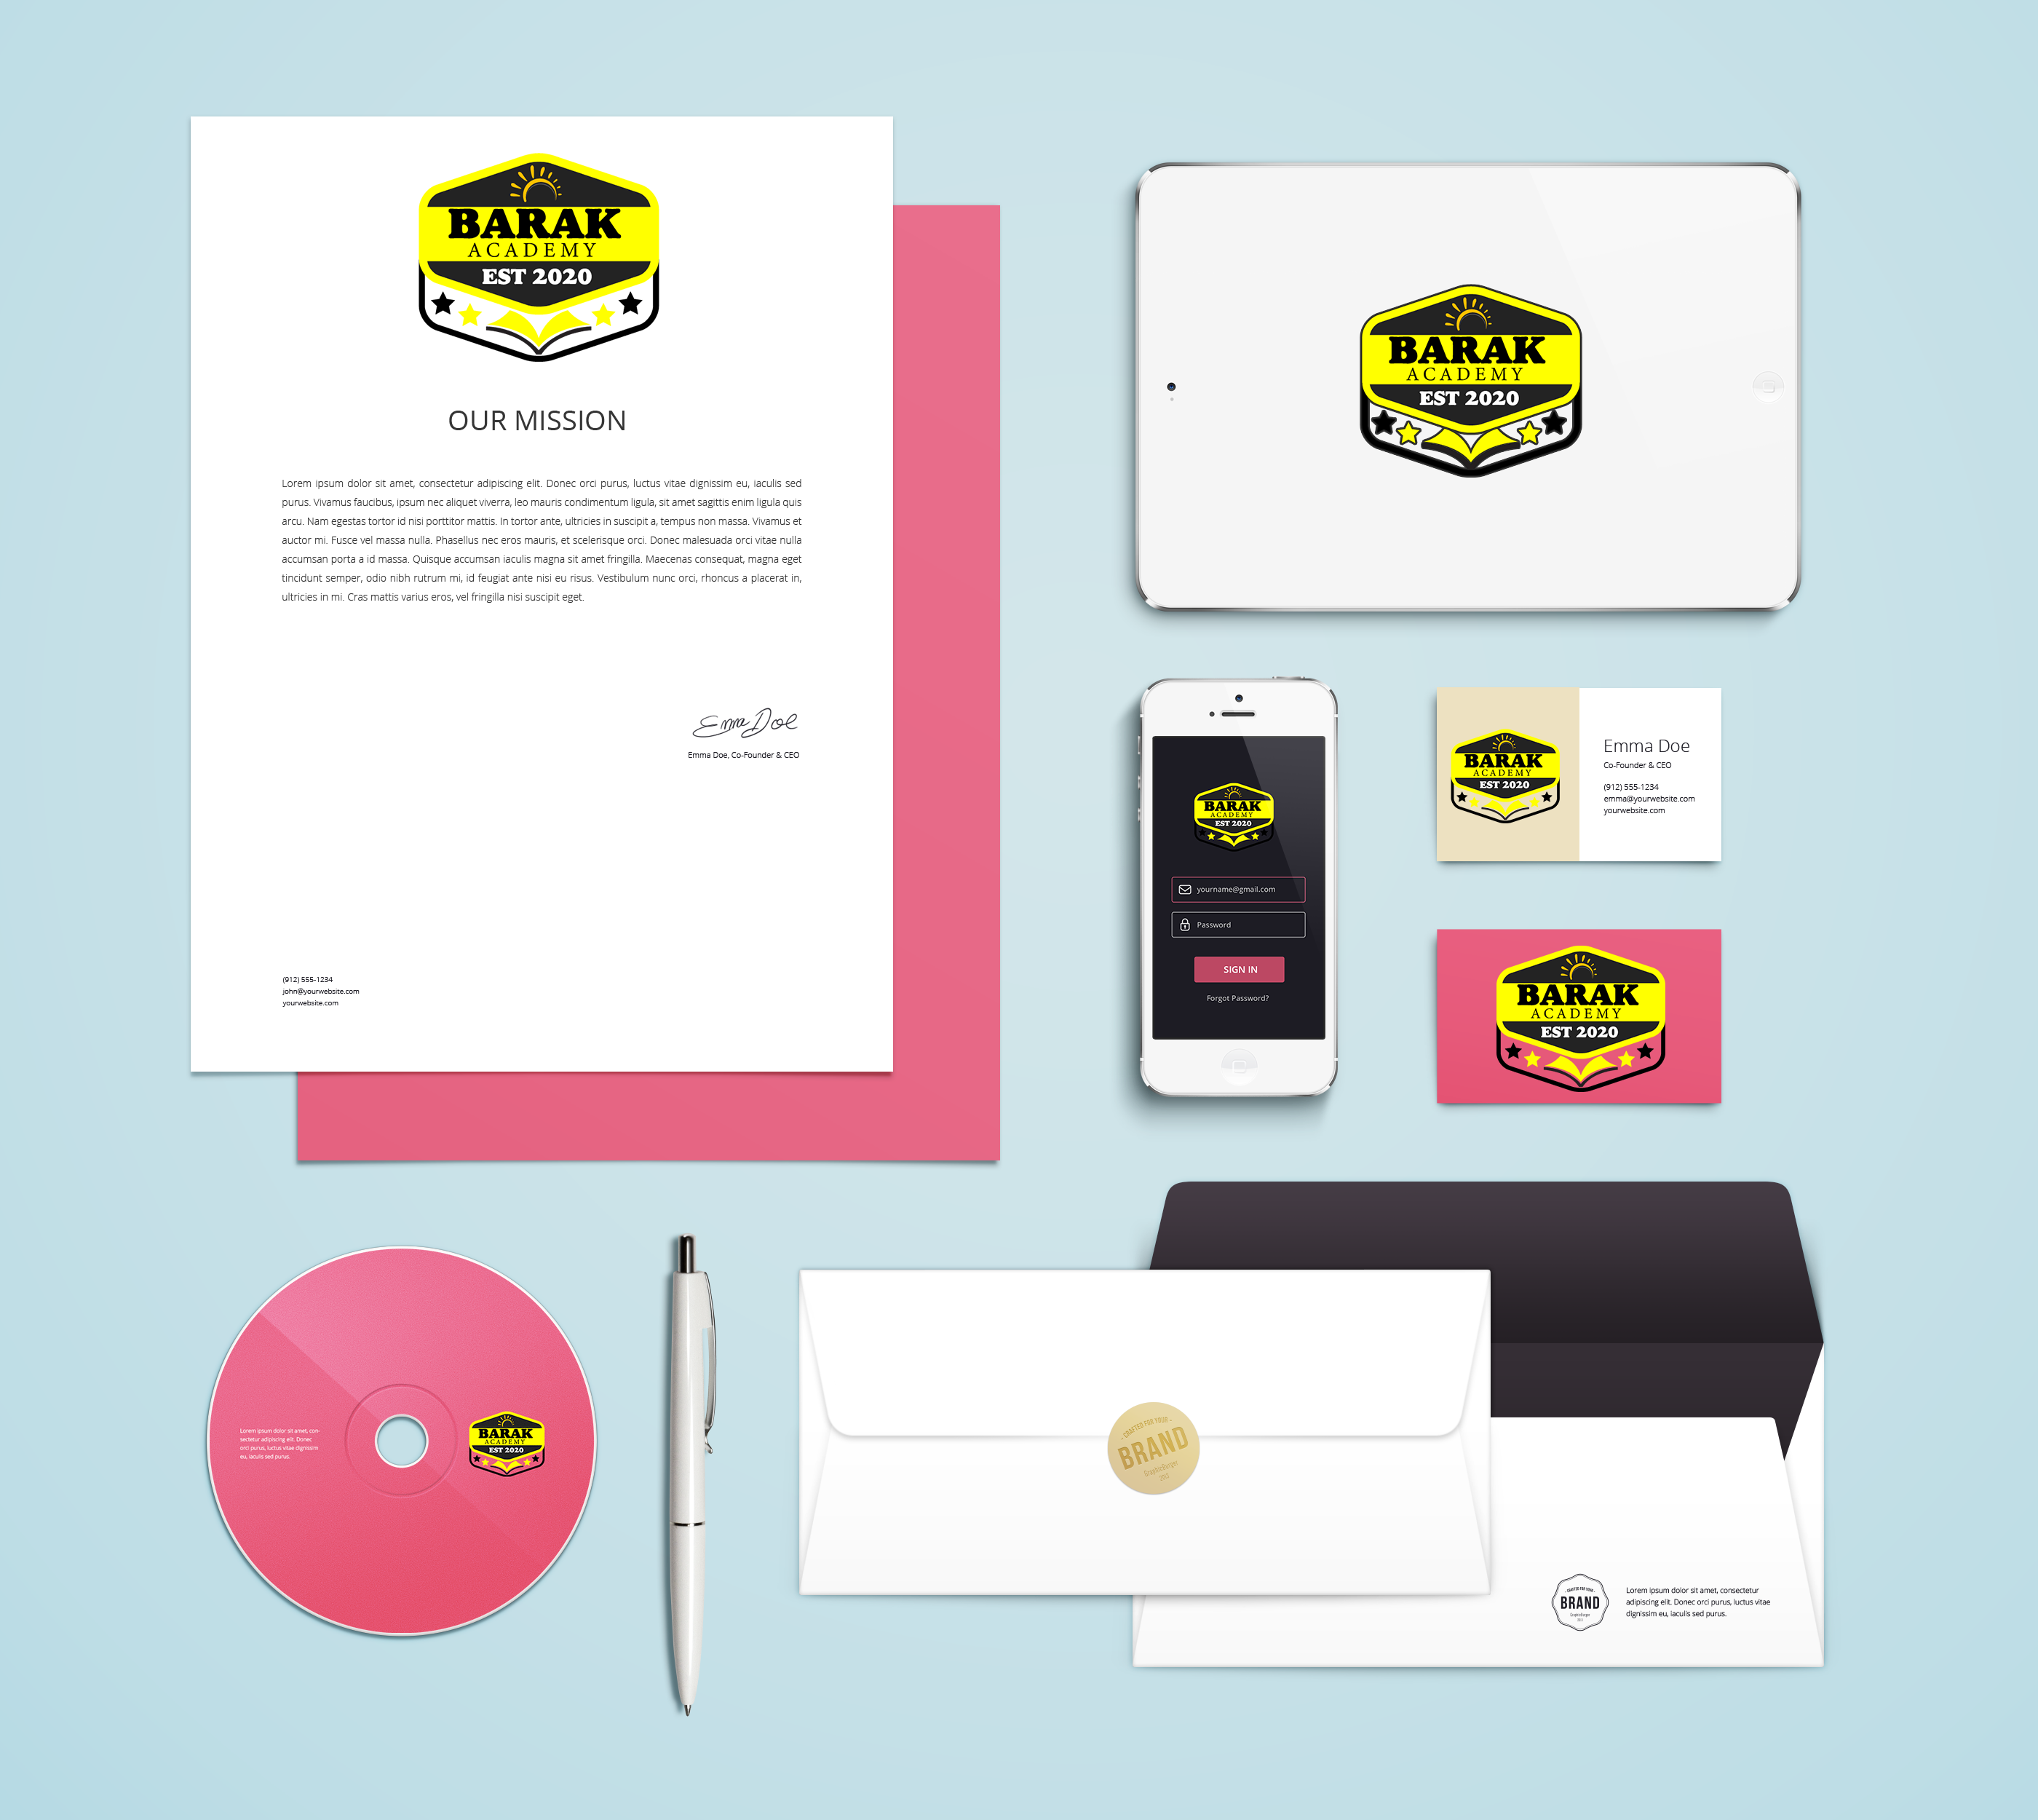 BARAK
ACADEMY
EST 2020
OUR MISSION
Lorem ipsum dolor sit amet, consectetur adipiscing elit. Donec orci purus, luctus vitae dignissim eu, iaculis sed
purus. Vivamus faucibus, ipsum nec aliquet viverra, leo mauris condimentum ligula, sit amet sagittis enim ligula quis
arcu. Nam egestas tortor id nisi porttitor mattis. In tortor ante, ultricies in suscipit a, tempus non massa. Vivamus et
auctor mi. Fusce vel massa nulla. Phasellus nec eros mauris, et scelerisque orci. Donec malesuada orci vitae nulla
accumsan porta a id massa. Quisque accumsan iaculis magna sit amet fringilla. Maecenas consequat, magna eget
tincidunt semper, odio nibh rutrum mi, id feugiat ante nisi eu risus. Vestibulum nunc orci, rhoncus a placerat in,
ultricies in mi. Cras mattis varius eros, vel fringilla nisi suscipit eget.
Emma Doe
Emma Doe, Co-Founder & CEO
(912) 555-1234
john@yourwebsite.com
yourwebsite.com
BARAK
ACADEMY
EST 2020
BARAK
ACADEMY
EST 2020
yourname@gmail.com
Password
SIGN IN
Forgot Password?
BARAK
ACADEMY
EST 2020
Emma Doe
Co-Founder & CEO
(912) 555-1234
emma@yourwebsite.com
yourwebsite.com
BARAK
ACADEMY
EST 2020
Lorem ipsum dolor sit amet, con-
sectetur adipiscing elit. Donec
orci purus, luctus vitae dignissim
eu, iaculis sed purus.
BARAK
ACADEMY
EST 2020
CRAFTED FOR YOUR
BRAND
GraphicBurger
CRAFTED FOR YOUR
BRAND
GraphicBurger
Lorem ipsum dolor sit amet, consectetur
adipiscing elit. Donec orci purus, luctus vitae
dignissim eu, iaculis sed purus.